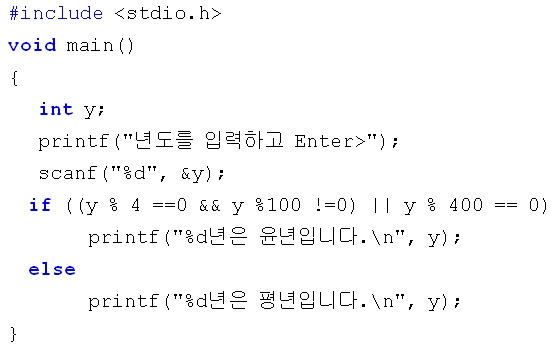 #include <stdio.h>
void main()
{
int y;
printf("년도를 입력하고 Enter>");
scanf("%d", &y);
if ((y % 4 ==0 && y %100 !=0) || y % 400 == 0)
printf("%d년은 윤년입니다.\n", y);
else
printf("%d년은 평년입니다.\n", y);
}